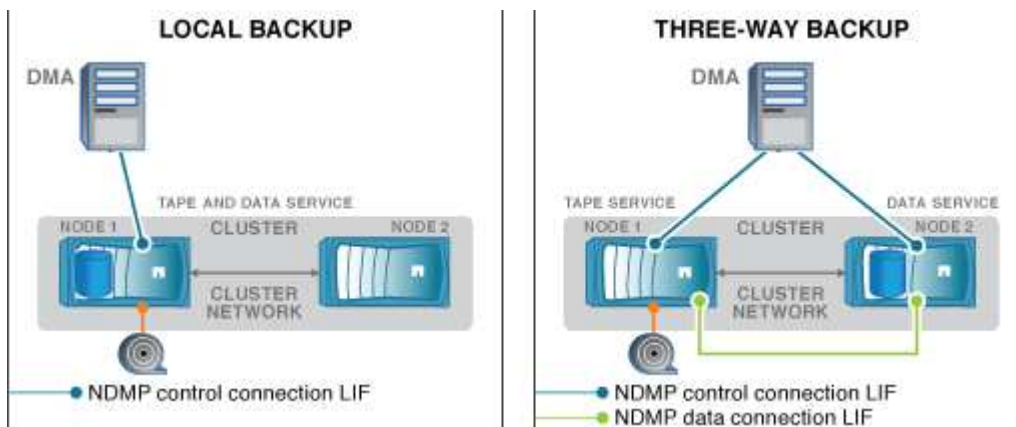 LOCAL BACKUP
DMA
TAPE AND DATA SERVICE
NODE 1
CLUSTER
NODE 2
CLUSTER
NETWORK
NDMP control connection LIF
THREE-WAY BACKUP
DMA
TAPE SERVICE
DATA SERVICE
NODE 1
CLUSTER
NODE 2
CLUSTER
NETWORK
NDMP control connection LIF
NDMP data connection LIF